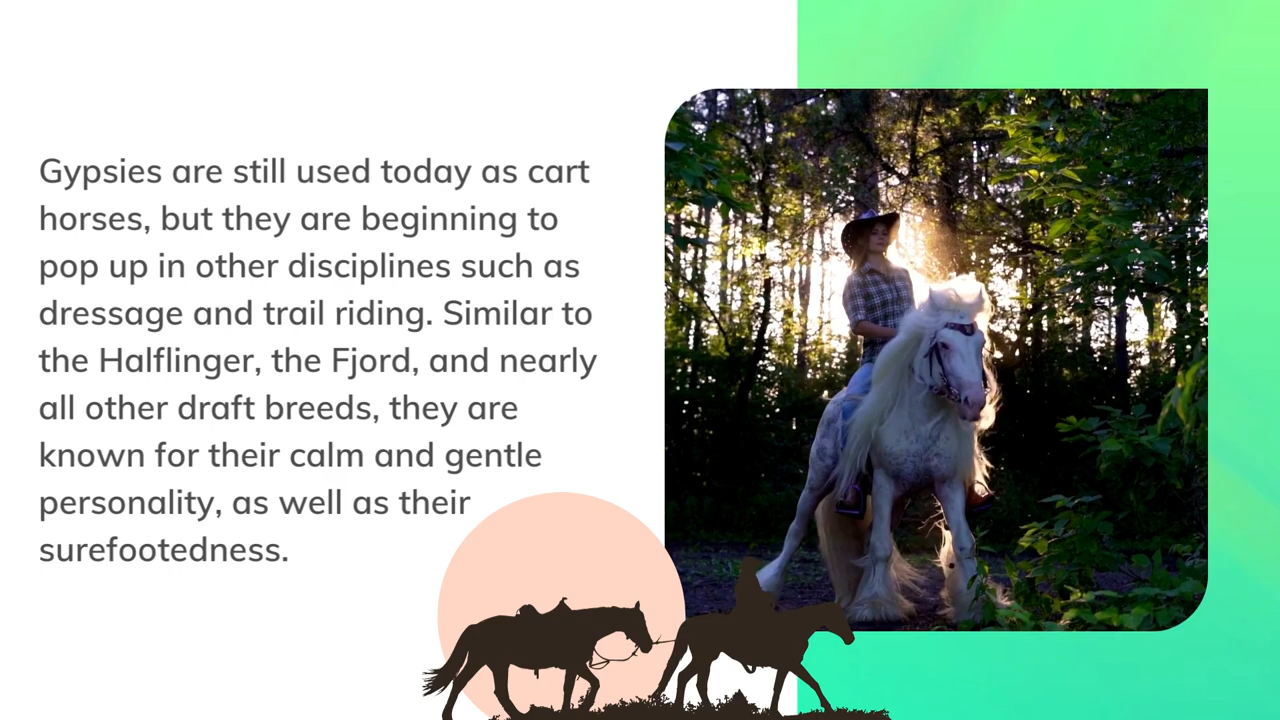 Gypsies are still used today as cart
horses, but they are beginning to
pop up in other disciplines such as
dressage and trail riding. Similar to
the Halflinger, the Fjord, and nearly
all other draft breeds, they are
known for their calm and gentle
personality, as well as their
surefootedness.